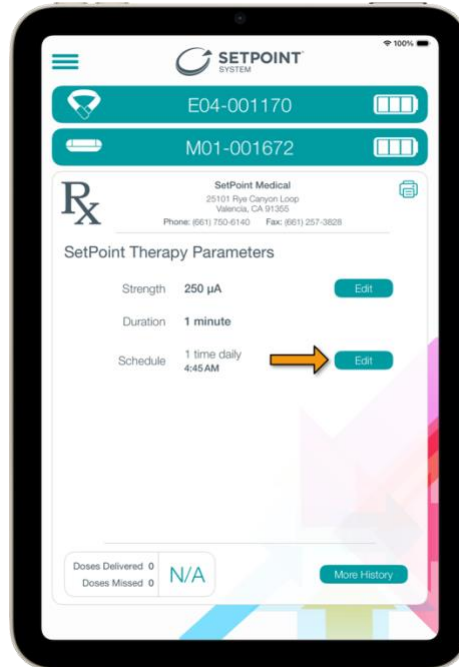 100%
SETPOINT™
SYSTEM
E04-001170
M01-001672
Rx
SetPoint Medical
25101 Rye Canyon Loop
Valencia, CA 91355
Phone: (661) 750-6140 Fax: (661) 257-3828
SetPoint Therapy Parameters
Strength 250 µA Edit
Duration 1 minute
Schedule 1 time daily Edit
4:45 AM
Doses Delivered 0
Doses Missed 0
N/A
More History